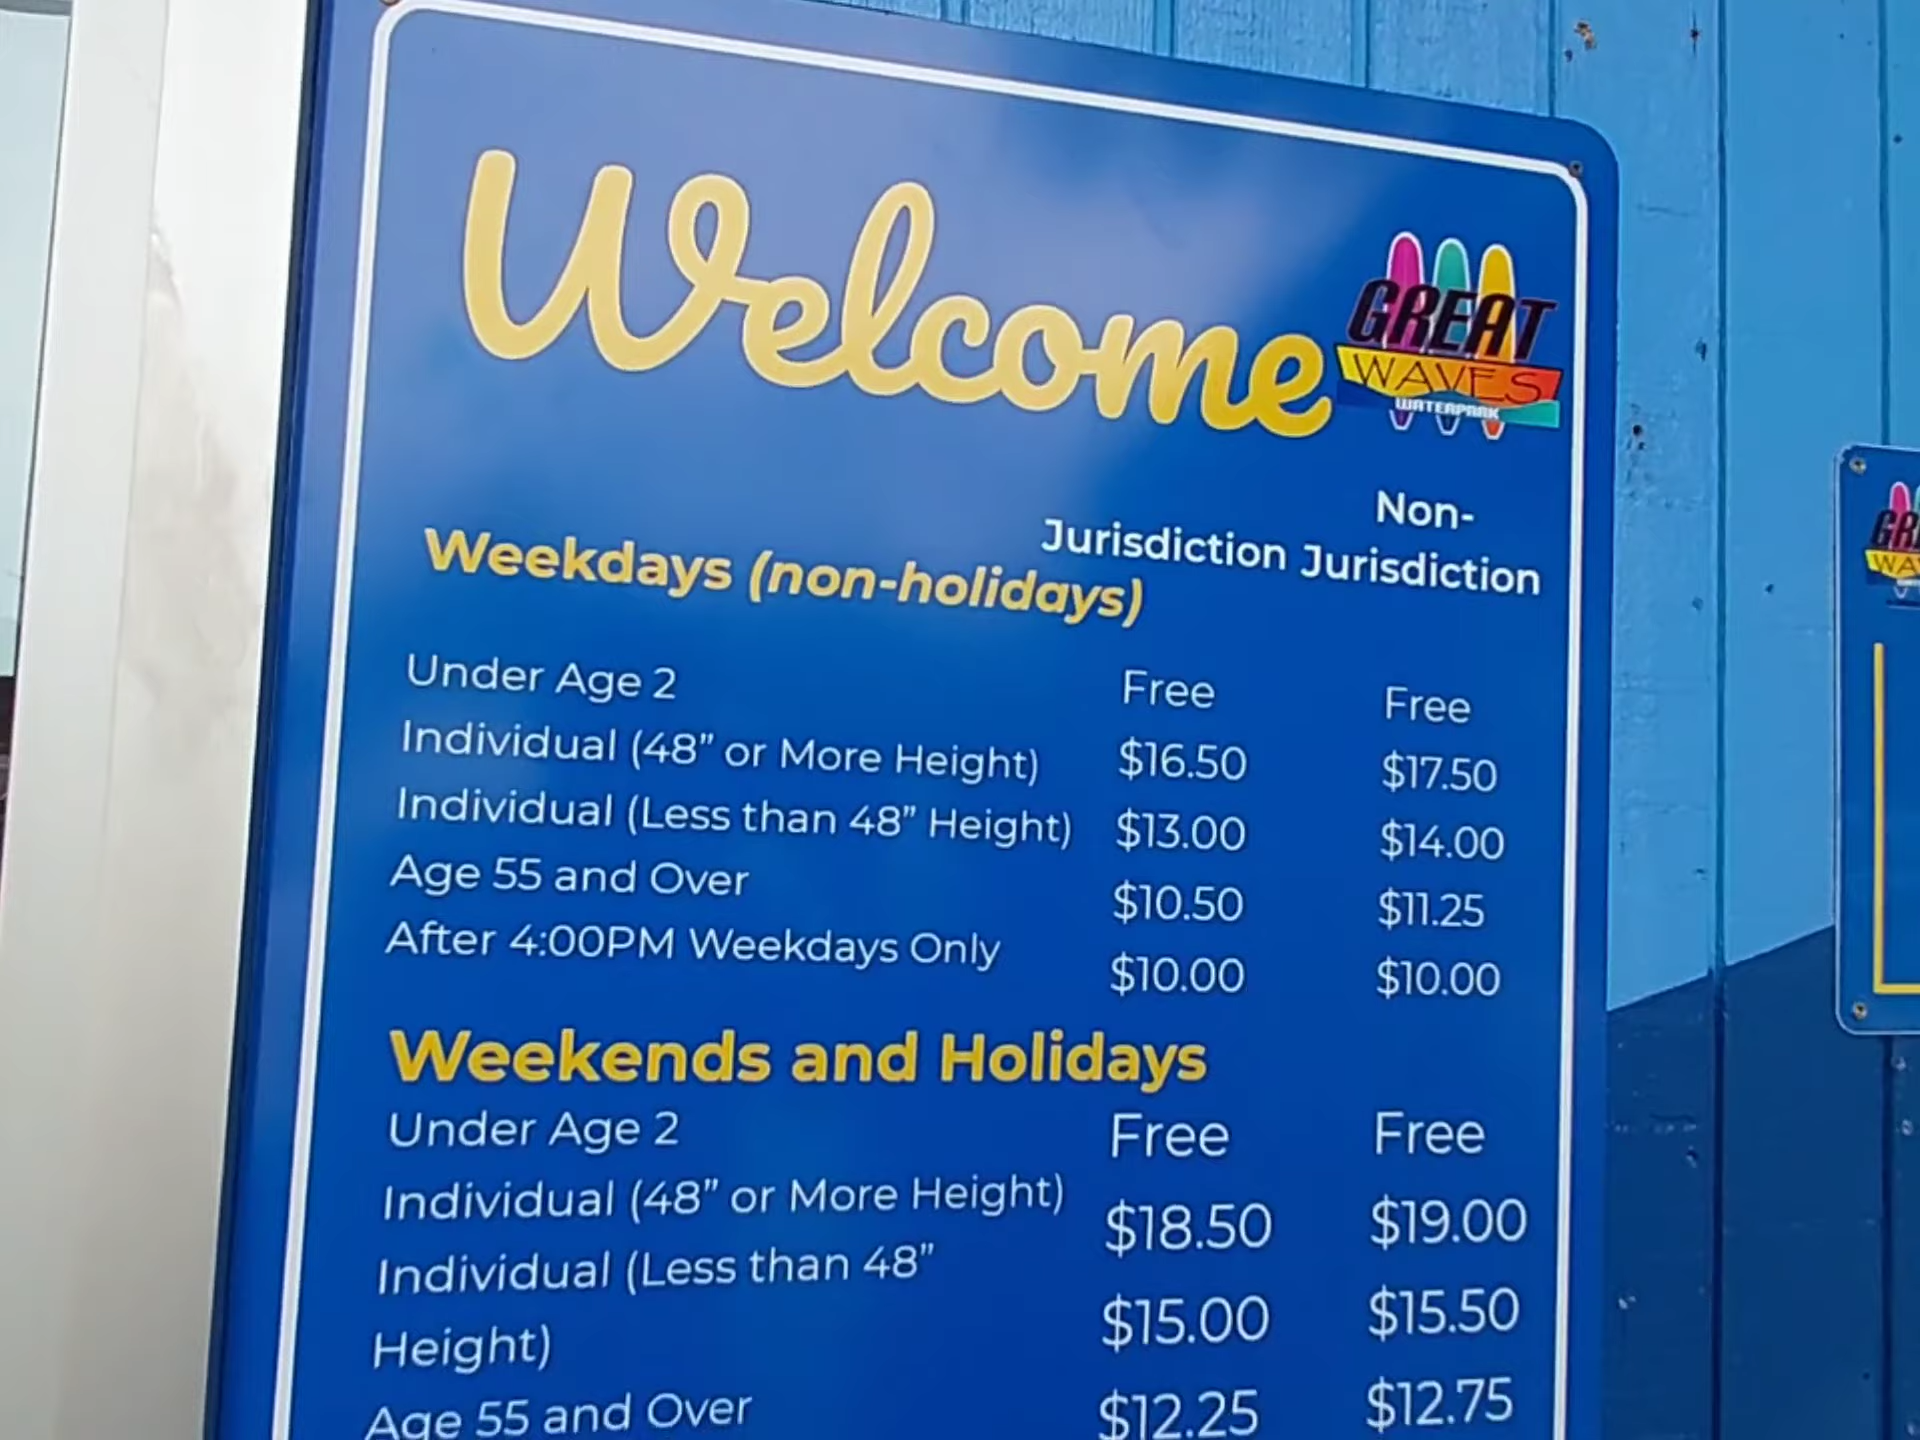 Welcome
GREAT
WAVES
WATERPARK
Non-
Jurisdiction Jurisdiction
Weekdays (non-holidays)
Under Age 2 Free Free
Individual (48" or More Height) $16.50 $17.50
Individual (Less than 48" Height) $13.00 $14.00
Age 55 and Over $10.50 $11.25
After 4:00PM Weekdays Only $10.00 $10.00
Weekends and Holidays
Under Age 2 Free Free
Individual (48" or More Height) $18.50 $19.00
Individual (Less than 48"
Height) $15.00 $15.50
Age 55 and Over $12.25 $12.75